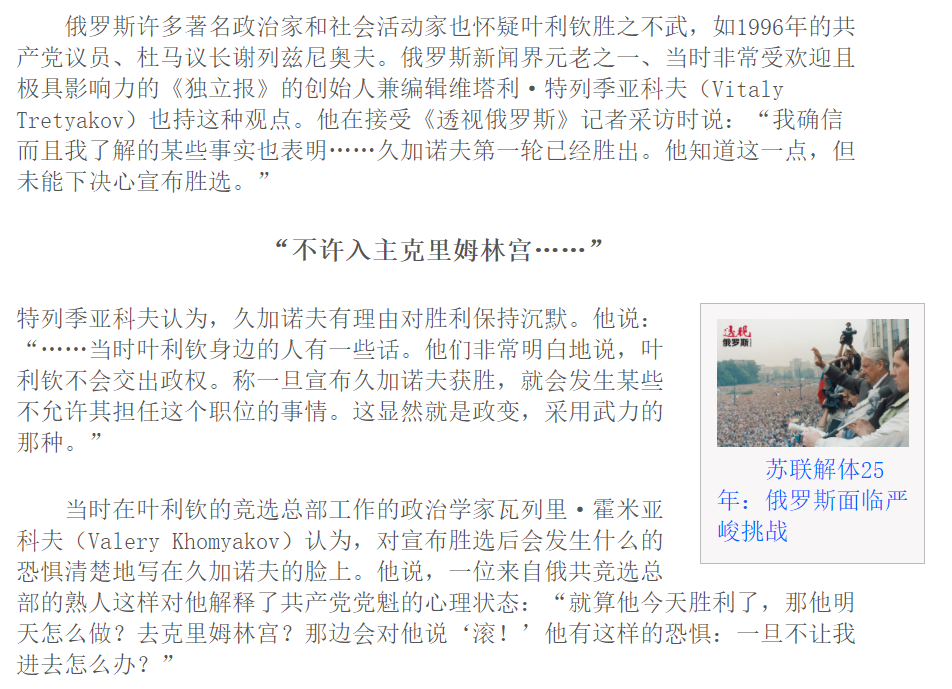 俄罗斯许多著名政治家和社会活动家也怀疑叶利钦胜之不武，如1996年的共
产党议员、杜马议长谢列兹尼奥夫。俄罗斯新闻界元老之一、当时非常受欢迎且
极具影响力的《独立报》的创始人兼编辑维塔利·特列季亚科夫（Vitaly
Tretyakov）也持这种观点。他在接受《透视俄罗斯》记者采访时说：“我确信
而且我了解的某些事实也表明……久加诺夫第一轮已经胜出。他知道这一点，但
未能下决心宣布胜选。”
“不许入主克里姆林宫……”
特列季亚科夫认为，久加诺夫有理由对胜利保持沉默。他说：
“……当时叶利钦身边的人有一些话。他们非常明白地说，叶
利钦不会交出政权。称一旦宣布久加诺夫获胜，就会发生某些
不允许其担任这个职位的事情。这显然就是政变，采用武力的
那种。”
透视
俄罗斯
苏联解体25
年：俄罗斯面临严
峻挑战
当时在叶利钦的竞选总部工作的政治学家瓦列里·霍米亚
科夫（Valery Khomyakov）认为，对宣布胜选后会发生什么的
恐惧清楚地写在久加诺夫的脸上。他说，一位来自俄共竞选总
部的熟人这样对他解释了共产党党魁的心理状态：“就算他今天胜利了，那他明
天怎么做？去克里姆林宫？那边会对他说‘滚！’他有这样的恐惧：一旦不让我
进去怎么办？”